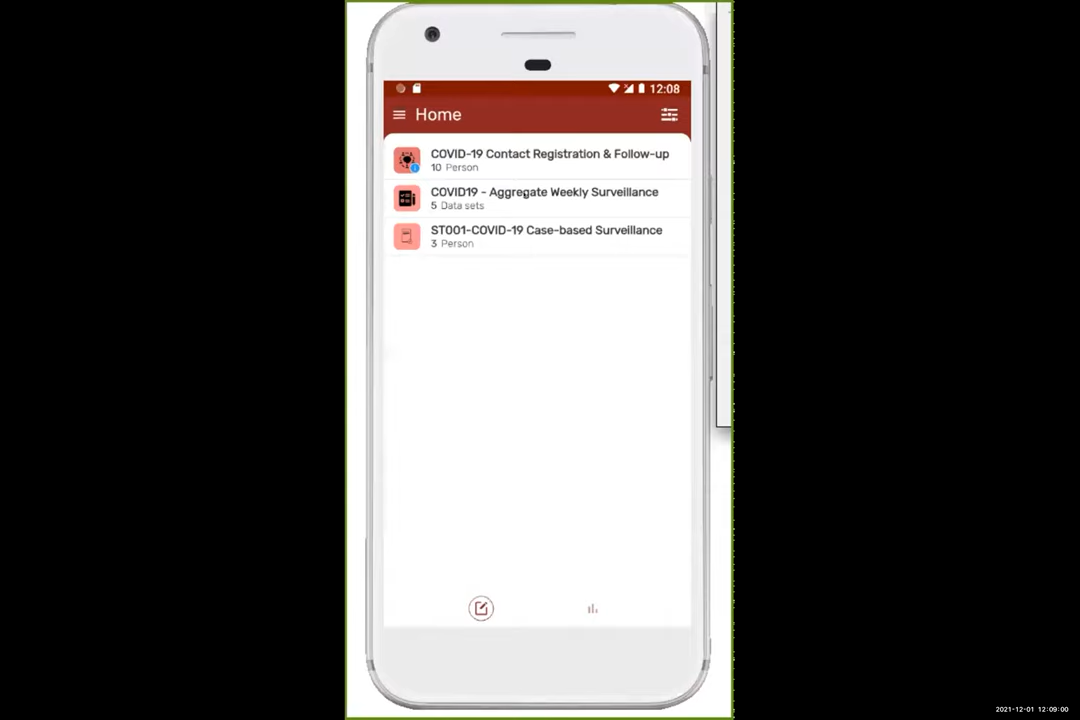 12:08
Home
COVID-19 Contact Registration & Follow-up
10 Person
COVID19 - Aggregate Weekly Surveillance
5 Data sets
ST001-COVID-19 Case-based Surveillance
3 Person
2021-12-01 12:09:00